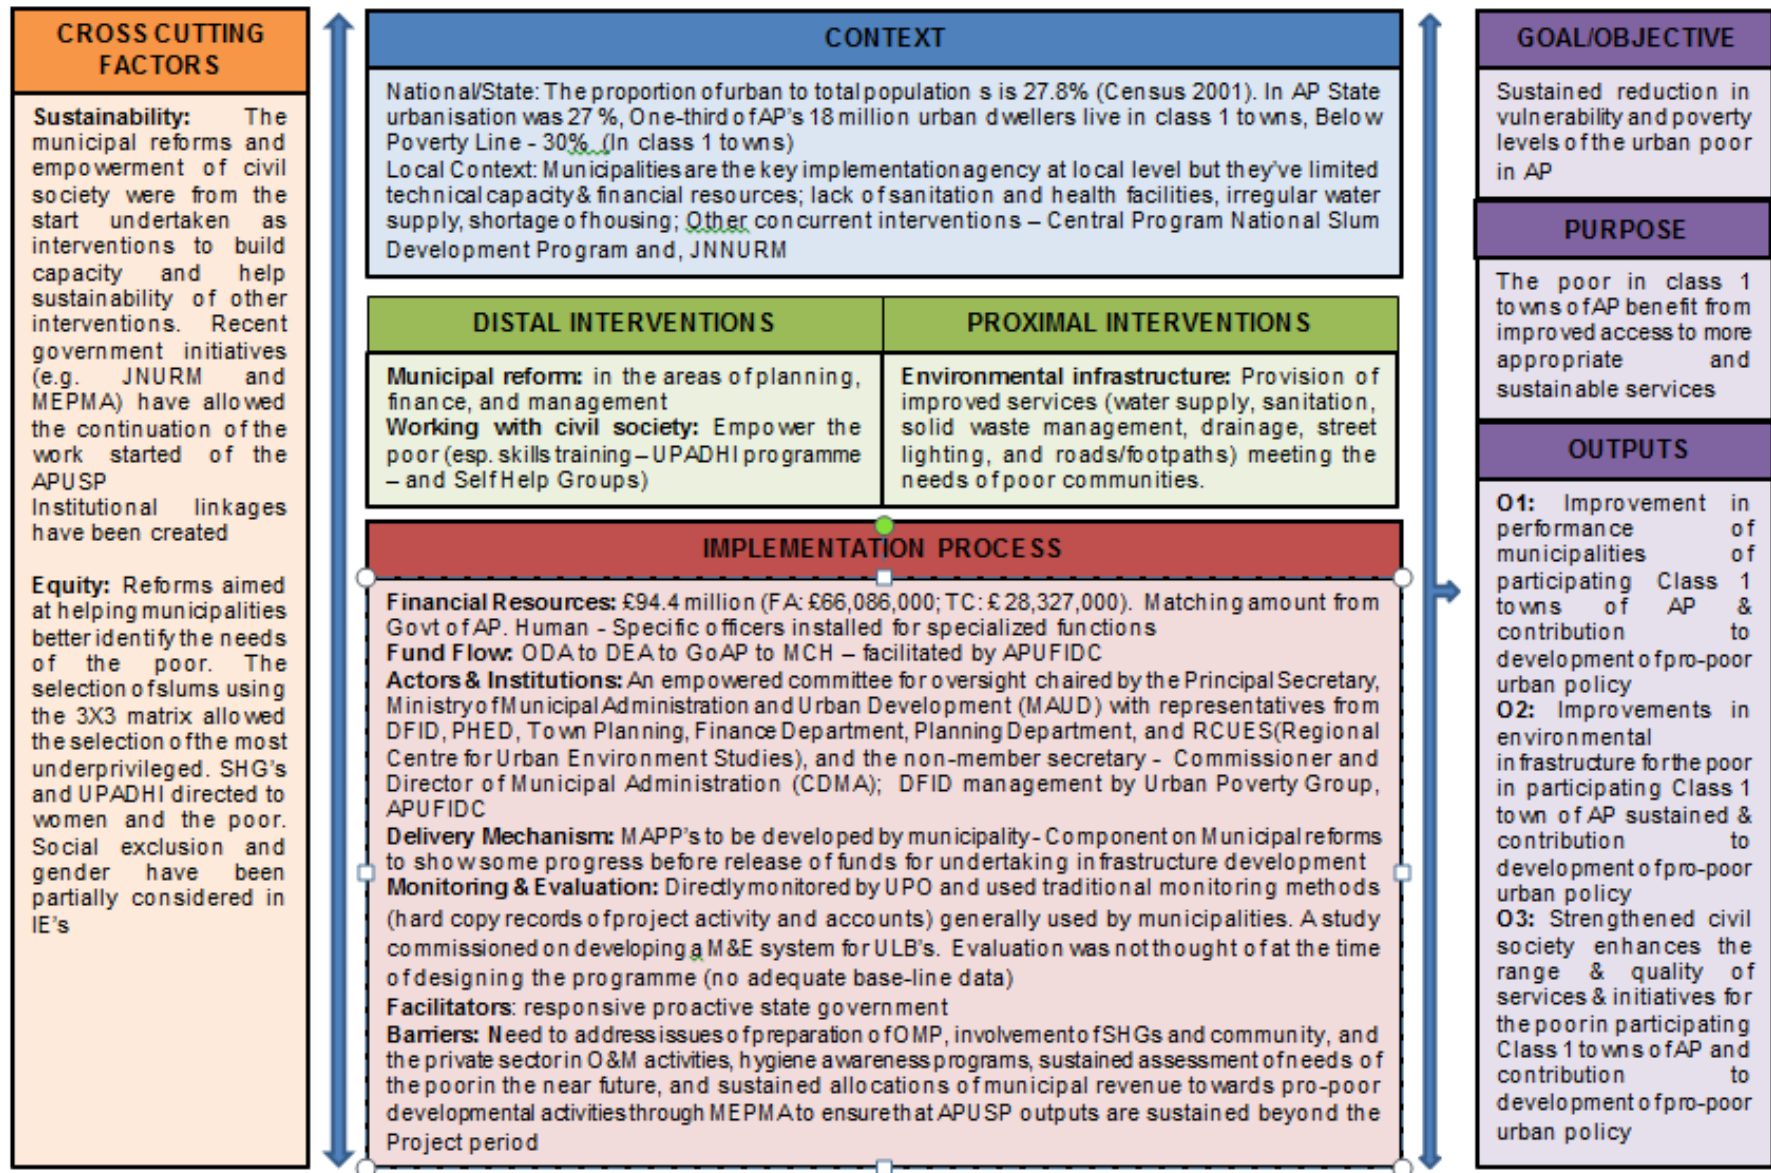 CROSS CUTTING
FACTORS
Sustainability: The
municipal reforms and
empowerment of civil
society were from the
start undertaken as
interventions to build
capacity and help
sustainability of other
interventions. Recent
government initiatives
(e.g. JNURM and
MEPMA) have allowed
the continuation of the
work started of the
APUSP
Institutional linkages
have been created
Equity: Reforms aimed
at helping municipalities
better identify the needs
of the poor. The
selection of slums using
the 3X3 matrix allowed
the selection of the most
underprivileged. SHG's
and UPADHI directed to
women and the poor.
Social exclusion and
gender have been
partially considered in
IE's
CONTEXT
National/State: The proportion of urban to total population s is 27.8% (Census 2001). In AP State
urbanisation was 27 %, One-third of AP's 18 million urban dwellers live in class 1 towns, Below
Poverty Line - 30% (In class 1 towns)
Local Context: Municipalities are the key implementation agency at local level but they've limited
technical capacity & financial resources; lack of sanitation and health facilities, irregular water
supply, shortage of housing; Other concurrent interventions – Central Program National Slum
Development Program and, JNNURM
DISTAL INTERVENTIONS
Municipal reform: in the areas of planning,
finance, and management
Working with civil society: Empower the
poor (esp. skills training – UPADHI programme
– and Self Help Groups)
PROXIMAL INTERVENTIONS
Environmental infrastructure: Provision of
improved services (water supply, sanitation,
solid waste management, drainage, street
lighting, and roads/footpaths) meeting the
needs of poor communities.
IMPLEMENTATION PROCESS
Financial Resources: £94.4 million (FA: £66,086,000; TC: £ 28,327,000). Matching amount from
Govt of AP. Human - Specific officers installed for specialized functions
Fund Flow: ODA to DEA to GoAP to MCH – facilitated by APUFIDC
Actors & Institutions: An empowered committee for oversight chaired by the Principal Secretary,
Ministry of Municipal Administration and Urban Development (MAUD) with representatives from
DFID, PHED, Town Planning, Finance Department, Planning Department, and RCUES(Regional
Centre for Urban Environment Studies), and the non-member secretary - Commissioner and
Director of Municipal Administration (CDMA); DFID management by Urban Poverty Group,
APUFIDC
Delivery Mechanism: MAPP's to be developed by municipality - Component on Municipal reforms
to show some progress before release of funds for undertaking infrastructure development
Monitoring & Evaluation: Directly monitored by UPO and used traditional monitoring methods
(hard copy records of project activity and accounts) generally used by municipalities. A study
commissioned on developing a M&E system for ULB's. Evaluation was not thought of at the time
of designing the programme (no adequate base-line data)
Facilitators: responsive proactive state government
Barriers: Need to address issues of preparation of OMP, involvement of SHGs and community, and
the private sector in O&M activities, hygiene awareness programs, sustained assessment of needs of
the poor in the near future, and sustained allocations of municipal revenue towards pro-poor
developmental activities through MEPMA to ensure that APUSP outputs are sustained beyond the
Project period
GOAL/OBJECTIVE
Sustained reduction in
vulnerability and poverty
levels of the urban poor
in AP
PURPOSE
The poor in class 1
towns of AP benefit from
improved access to more
appropriate and
sustainable services
OUTPUTS
O1: Improvement in
performance of
municipalities of
participating Class 1
towns of AP &
contribution to
development of pro-poor
urban policy
O2: Improvements in
environmental
infrastructure for the poor
in participating Class 1
town of AP sustained &
contribution to
development of pro-poor
urban policy
O3: Strengthened civil
society enhances the
range & quality of
services & initiatives for
the poor in participating
Class 1 towns of AP and
contribution to
development of pro-poor
urban policy